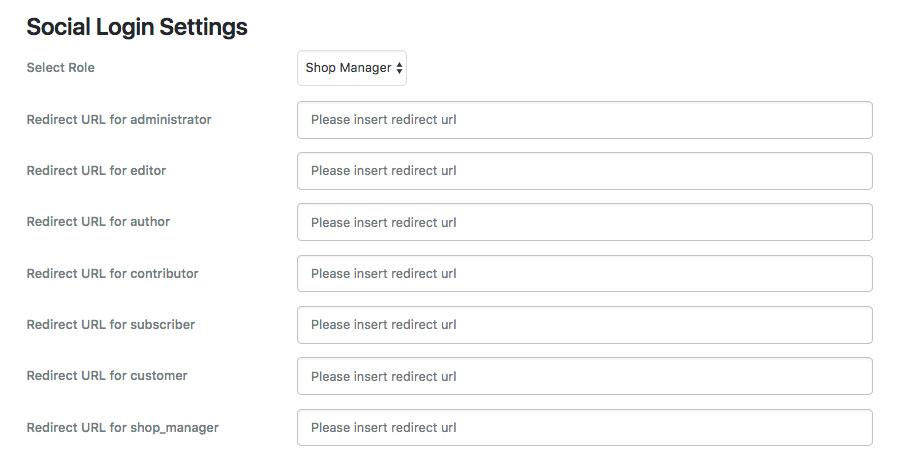 Social Login Settings
Select Role Shop Manager
Redirect URL for administrator Please insert redirect url
Redirect URL for editor Please insert redirect url
Redirect URL for author Please insert redirect url
Redirect URL for contributor Please insert redirect url
Redirect URL for subscriber Please insert redirect url
Redirect URL for customer Please insert redirect url
Redirect URL for shop_manager Please insert redirect url